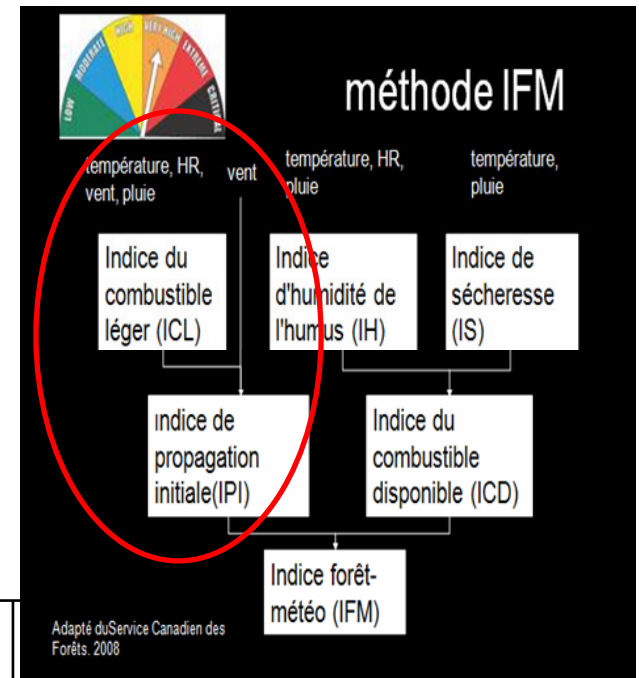 LOW
MODERATE
HIGH
VERY HIGH
EXTREME
CRITICAL
méthode IFM
température, HR,
vent, pluie
vent
température, HR,
pluie
température,
pluie
Indice du
combustible
léger (ICL)
Indice
d'humidité de
l'humus (IH)
Indice de
sécheresse
(IS)
ındice de
propagation
initiale(IPI)
Indice du
combustible
disponible (ICD)
Indice forêt-
météo (IFM)
Adapté duService Canadien des
Forêts. 2008